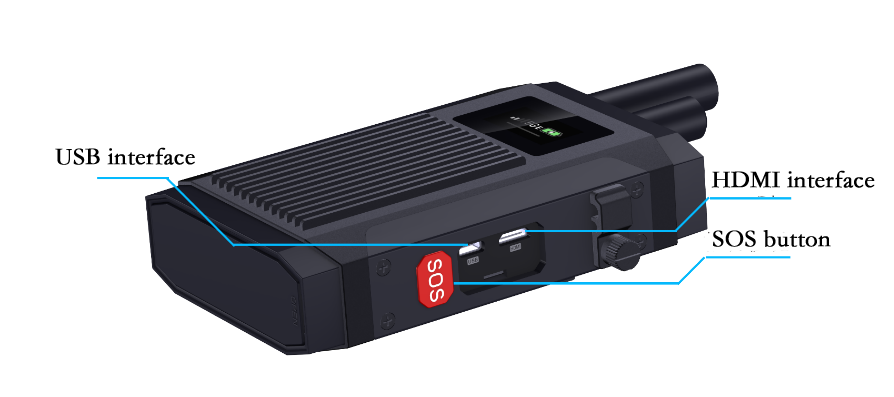 USB interface
HDMI interface
SOS button
SOS